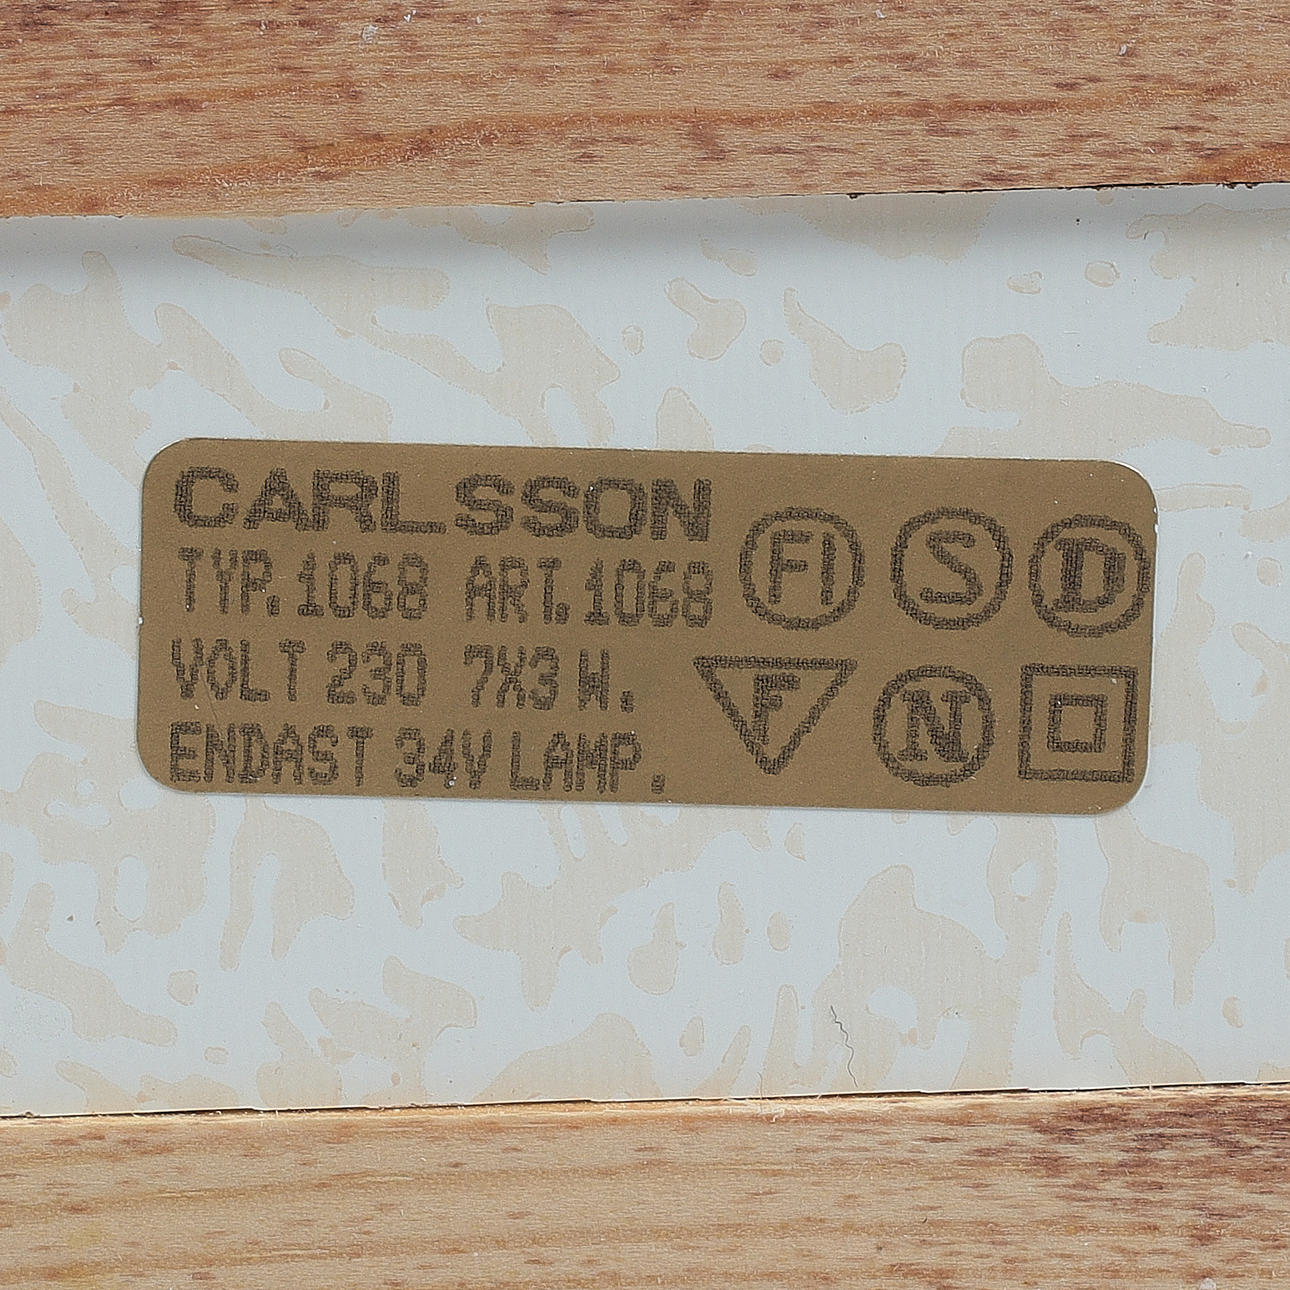 CARLSSON
TYP. 1068 ART. 1068
VOLT 230 7X3 W.
ENDAST 34V LAMP.
FI S D
F N